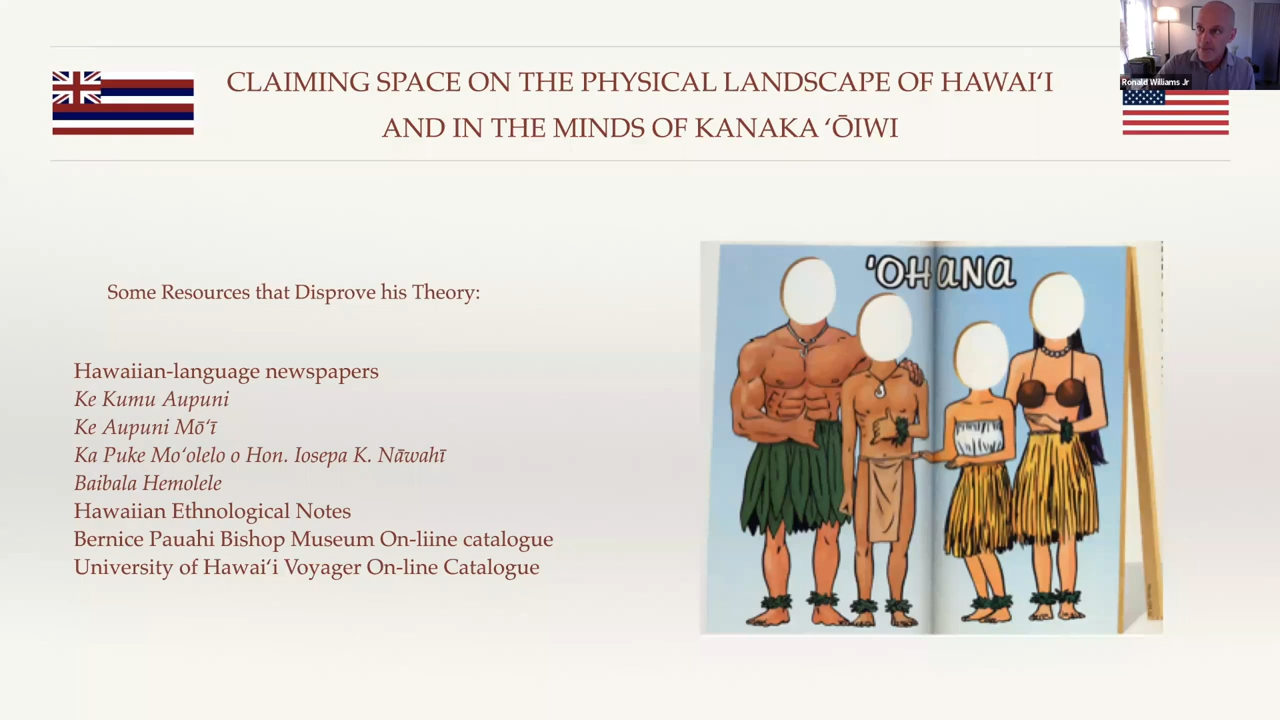 CLAIMING SPACE ON THE PHYSICAL LANDSCAPE OF HAWAIʻI
AND IN THE MINDS OF KANAKA ʻŌIWI
Ronald Williams Jr
Some Resources that Disprove his Theory:
Hawaiian-language newspapers
Ke Kumu Aupuni
Ke Aupuni Mōʻī
Ka Puke Moʻolelo o Hon. Iosepa K. Nāwahī
Baibala Hemolele
Hawaiian Ethnological Notes
Bernice Pauahi Bishop Museum On-liine catalogue
University of Hawaiʻi Voyager On-line Catalogue
ʻOHANA